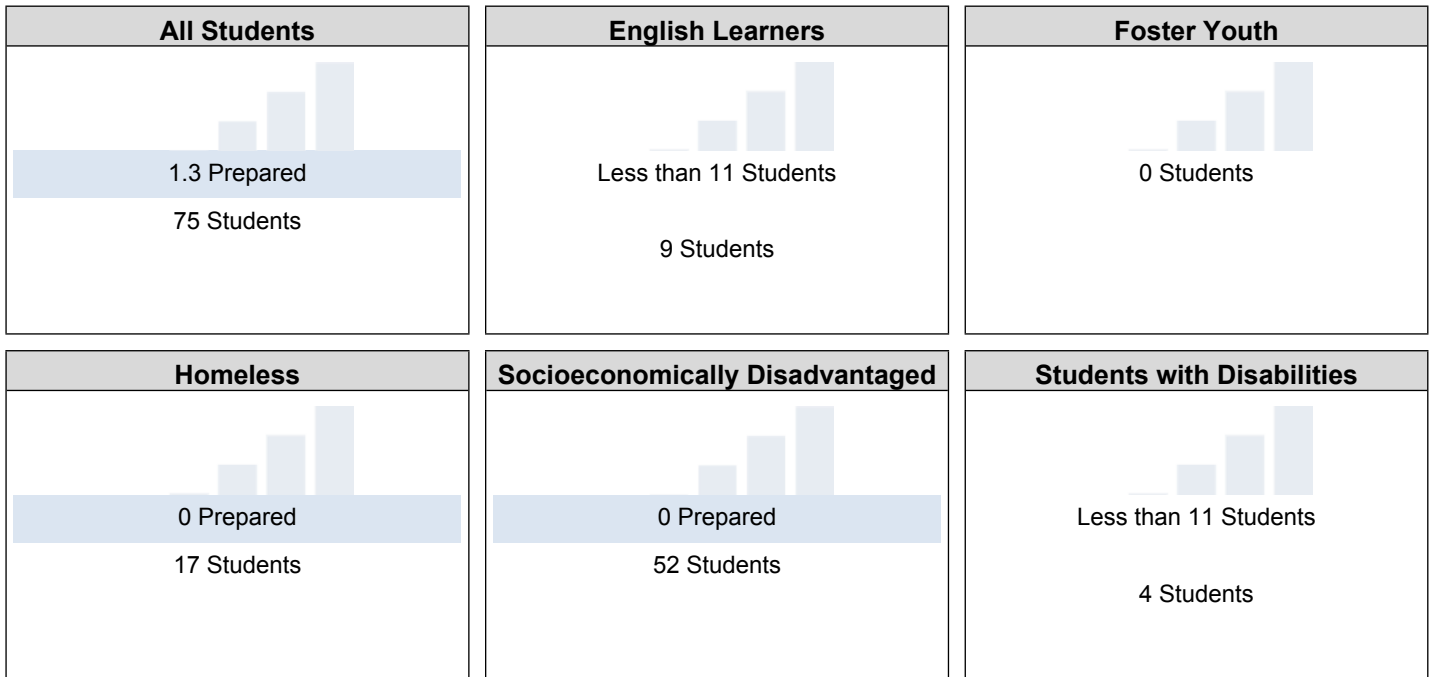 All Students
1.3 Prepared
75 Students
English Learners
Less than 11 Students
9 Students
Foster Youth
0 Students
Homeless
0 Prepared
17 Students
Socioeconomically Disadvantaged
0 Prepared
52 Students
Students with Disabilities
Less than 11 Students
4 Students